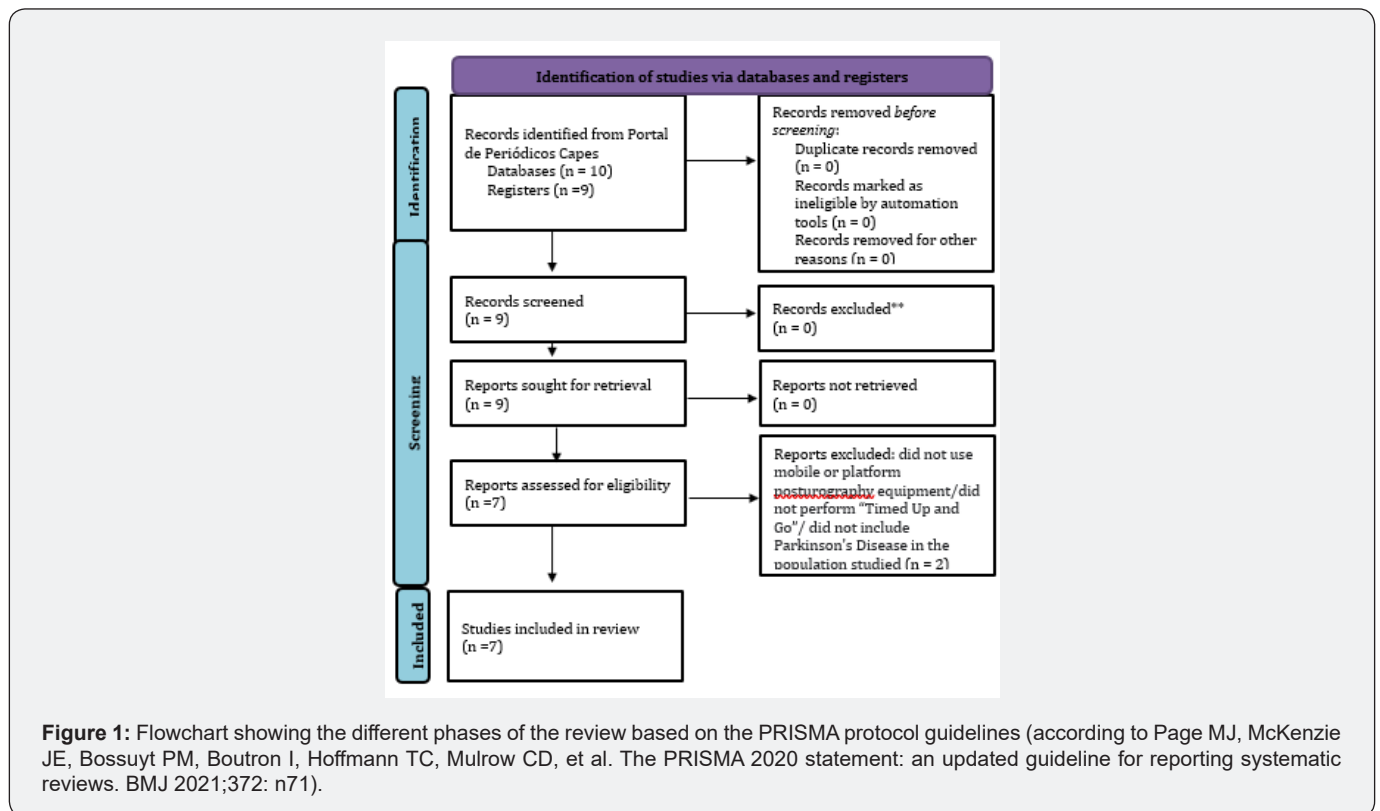 Identification of studies via databases and registers
Identification
Records identified from Portal
de Periódicos Capes
Databases (n = 10)
Registers (n =9)
Records removed before
screening:
Duplicate records removed
(n = 0)
Records marked as
ineligible by automation
tools (n = 0)
Records removed for other
reasons (n = 0)
Screening
Records screened
(n = 9)
Records excluded**
(n = 0)
Reports sought for retrieval
(n = 9)
Reports not retrieved
(n = 0)
Reports assessed for eligibility
(n =7)
Reports excluded: did not use
mobile or platform
posturography equipment/did
not perform “Timed Up and
Go”/ did not include
Parkinson's Disease in the
population studied (n = 2)
Included
Studies included in review
(n =7)
Figure 1: Flowchart showing the different phases of the review based on the PRISMA protocol guidelines (according to Page MJ, McKenzie
JE, Bossuyt PM, Boutron I, Hoffmann TC, Mulrow CD, et al. The PRISMA 2020 statement: an updated guideline for reporting systematic
reviews. BMJ 2021;372: n71).